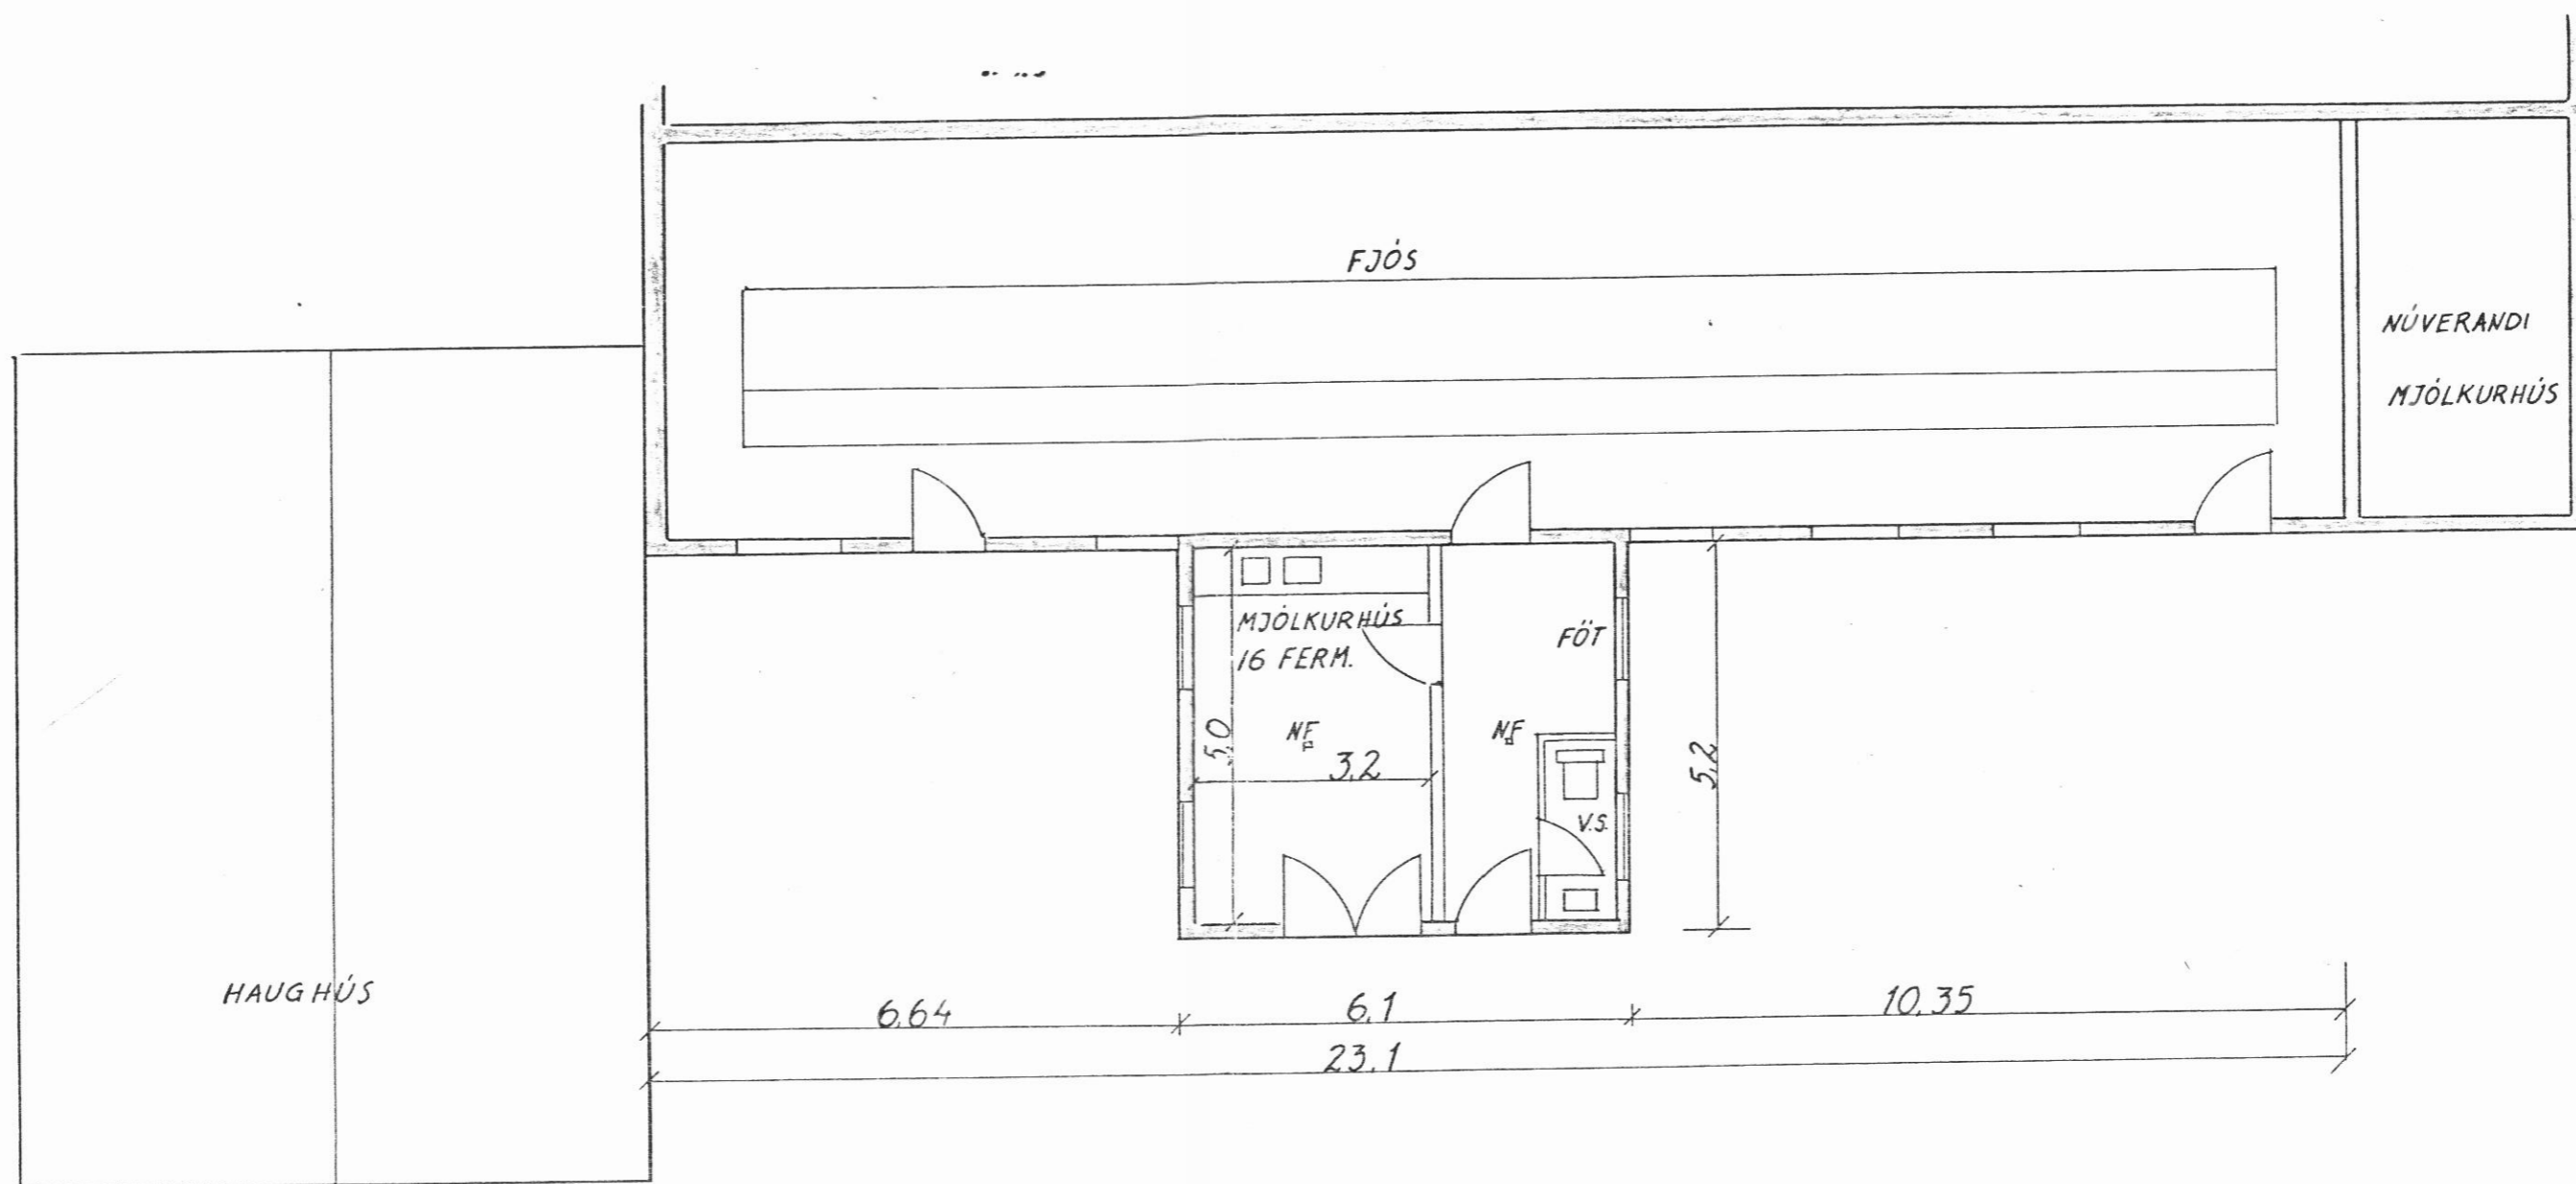 FJÓS
NÚVERANDI
MJÓLKURHÚS
MJÓLKURHÚS
16 FERM.
FÖT
NF
NF
5,0
3,2
5,2
V.S.
HAUGHÚS
6,64
6,1
10,35
23,1